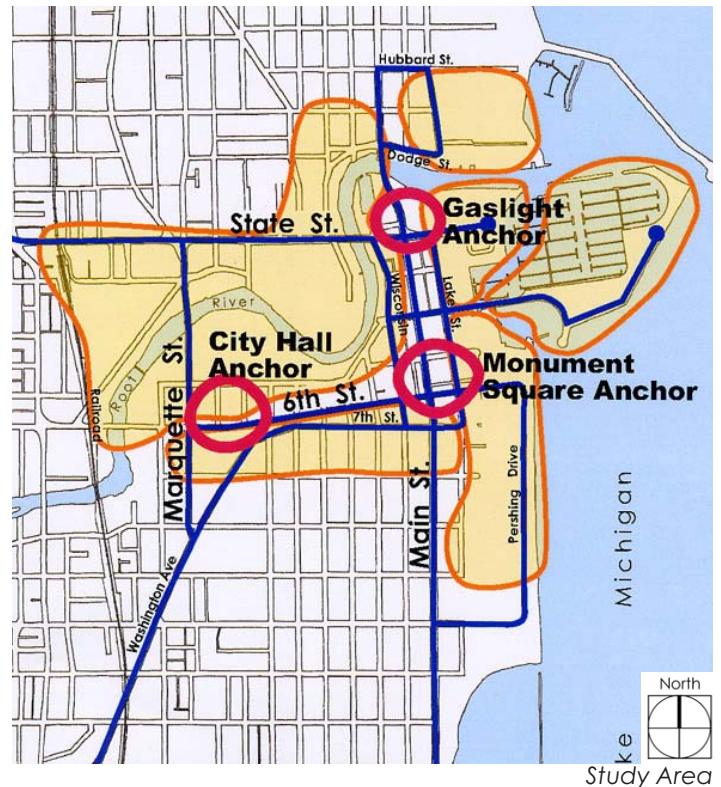 Hubbard St.
Dodge St.
Gaslight
Anchor
State St.
Wisconsin
Lake St.
River
Root
City Hall
Anchor
Monument
Square Anchor
6th St.
7th St.
Railroad
Marquette St.
Main St.
Pershing Drive
Washington Ave
Michigan
ke
North
Study Area